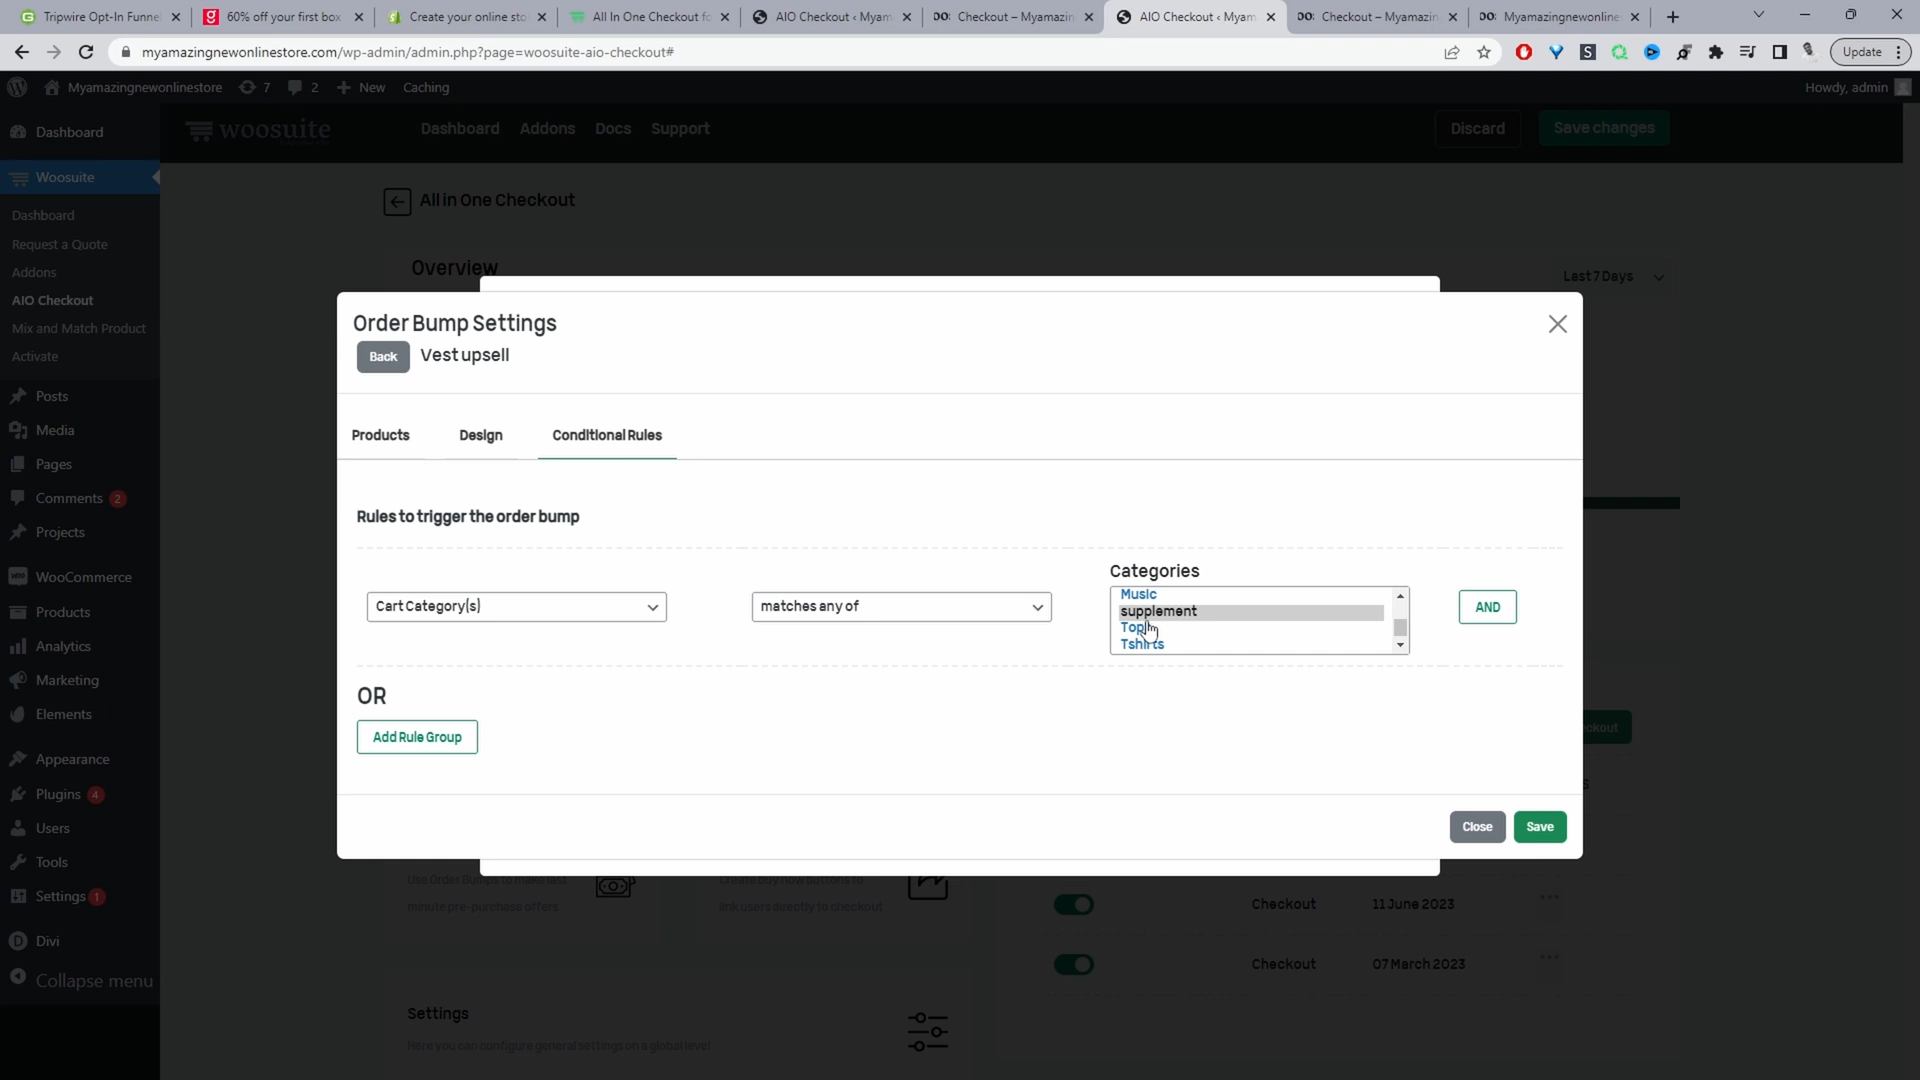 Tripwire Opt-In Funnel
60% off your first box
Create your online sto
All In One Checkout fo
AIO Checkout ‹ Myam
Checkout – Myamazin
AIO Checkout ‹ Myam
Checkout – Myamazin
Myamazingnewonline
myamazingnewonlinestore.com/wp-admin/admin.php?page=woosuite-aio-checkout#
Update
Myamazingnewonlinestore
7
2
New
Caching
Howdy, admin
Dashboard
Woosuite
Dashboard
Request a Quote
Addons
AIO Checkout
Mix and Match Product
Activate
Posts
Media
Pages
Comments 2
Projects
WooCommerce
Products
Analytics
Marketing
Elements
Appearance
Plugins 4
Users
Tools
Settings 1
Divi
Collapse menu
woosuite
Dashboard
Addons
Docs
Support
Discard
Save changes
All in One Checkout
Overview
Last 7 Days
Order Bump Settings
Back
Vest upsell
Products
Design
Conditional Rules
Rules to trigger the order bump
Cart Category(s)
matches any of
Categories
Music
supplement
Top
Tshirts
AND
OR
Add Rule Group
Close
Save
Use Order Bumps to make last
minute pre-purchase offers
Create buy now buttons to
link users directly to checkout
Checkout
11 June 2023
Checkout
07 March 2023
Settings
Here you can configure general settings on a global level